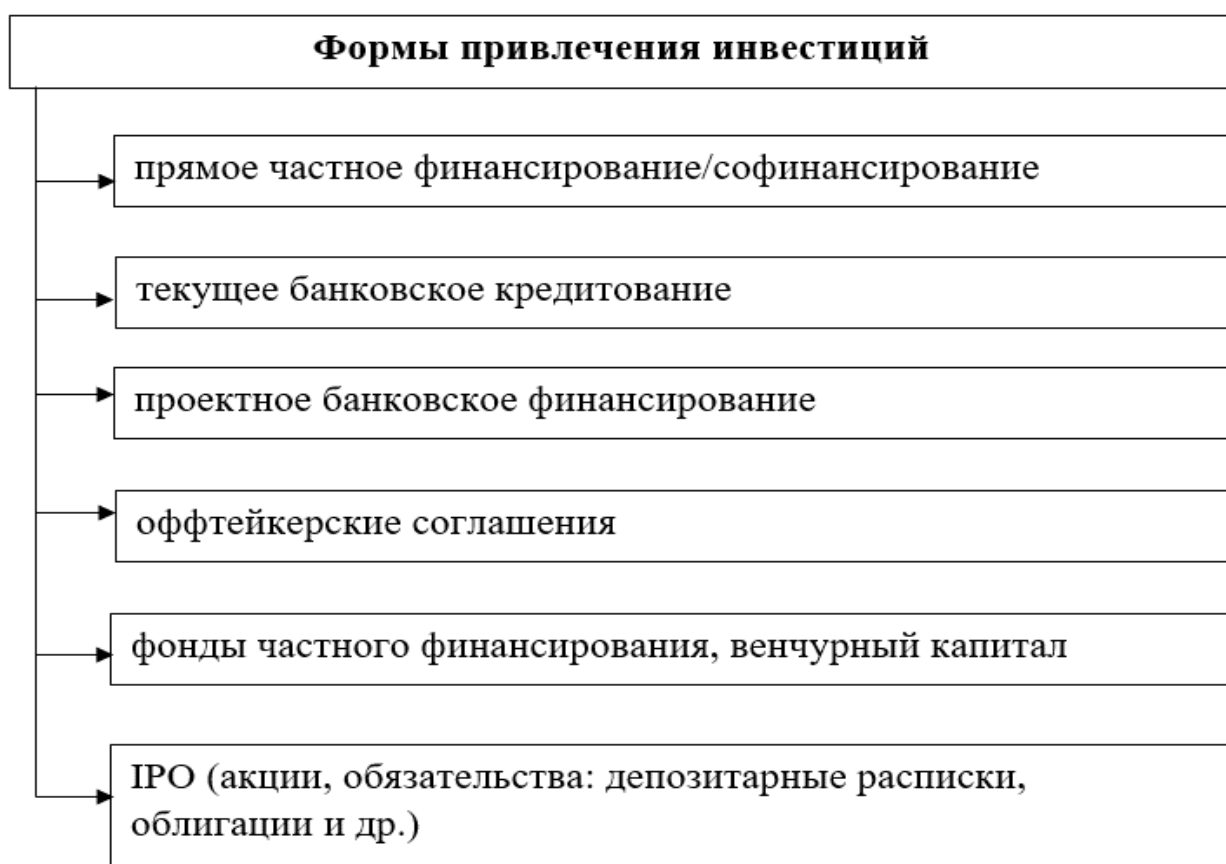 Формы привлечения инвестиций
прямое частное финансирование/софинансирование
текущее банковское кредитование
проектное банковское финансирование
оффтейкерские соглашения
фонды частного финансирования, венчурный капитал
IPO (акции, обязательства: депозитарные расписки,
облигации и др.)